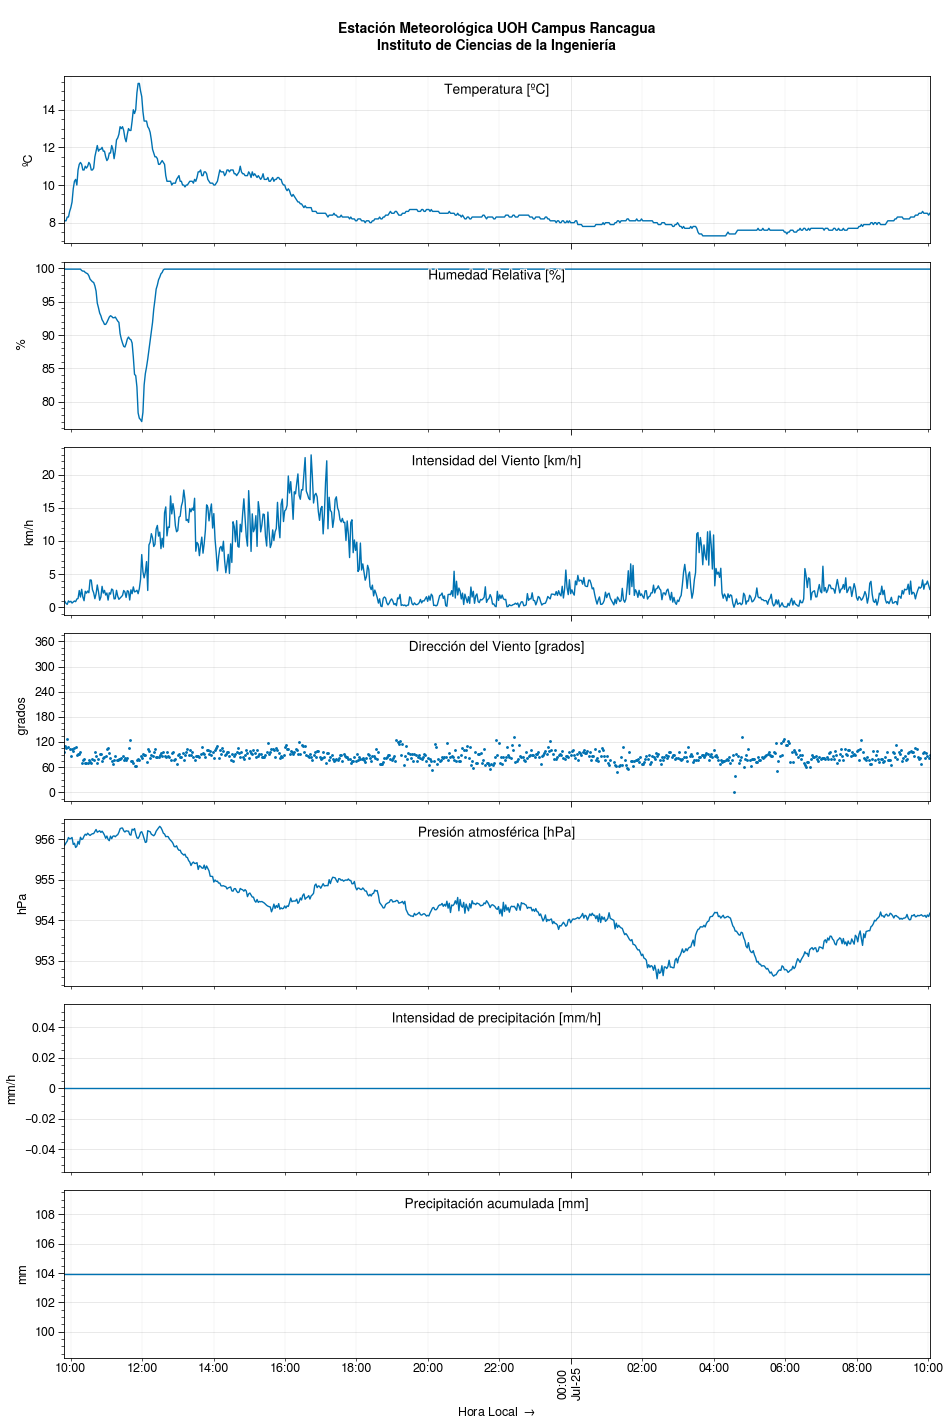 Estación Meteorológica UOH Campus Rancagua
Instituto de Ciencias de la Ingeniería
Temperatura [ºC]
ºC
14
12
10
8
Humedad Relativa [%]
%
100
95
90
85
80
Intensidad del Viento [km/h]
km/h
20
15
10
5
0
Dirección del Viento [grados]
grados
360
300
240
180
120
60
0
Presión atmosférica [hPa]
hPa
956
955
954
953
Intensidad de precipitación [mm/h]
mm/h
0.04
0.02
0
−0.02
−0.04
Precipitación acumulada [mm]
mm
108
106
104
102
100
10:00 12:00 14:00 16:00 18:00 20:00 22:00 00:00 02:00 04:00 06:00 08:00 10:00
Jul-25
Hora Local →